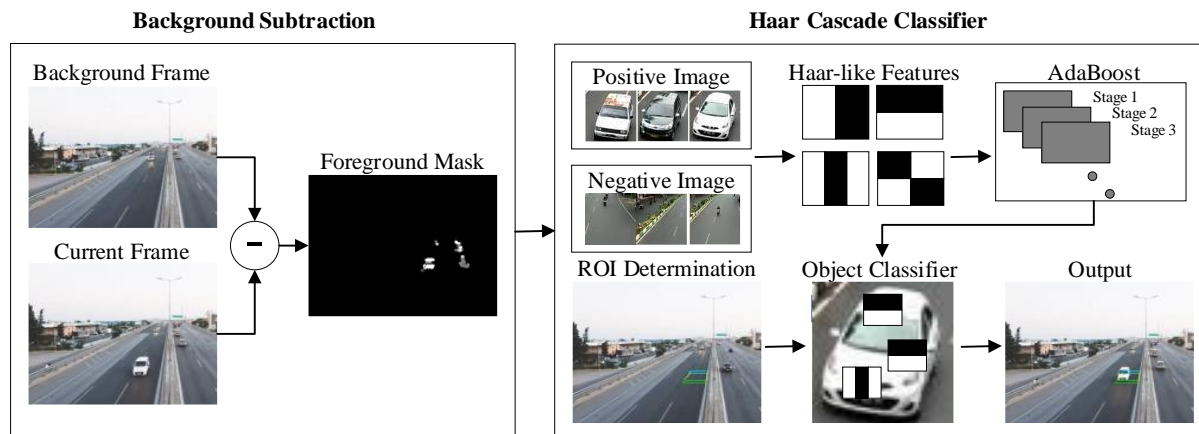 Background Subtraction
Haar Cascade Classifier
Background Frame
Current Frame
Foreground Mask
Positive Image
Negative Image
Haar-like Features
AdaBoost
Stage 1
Stage 2
Stage 3
ROI Determination
Object Classifier
Output